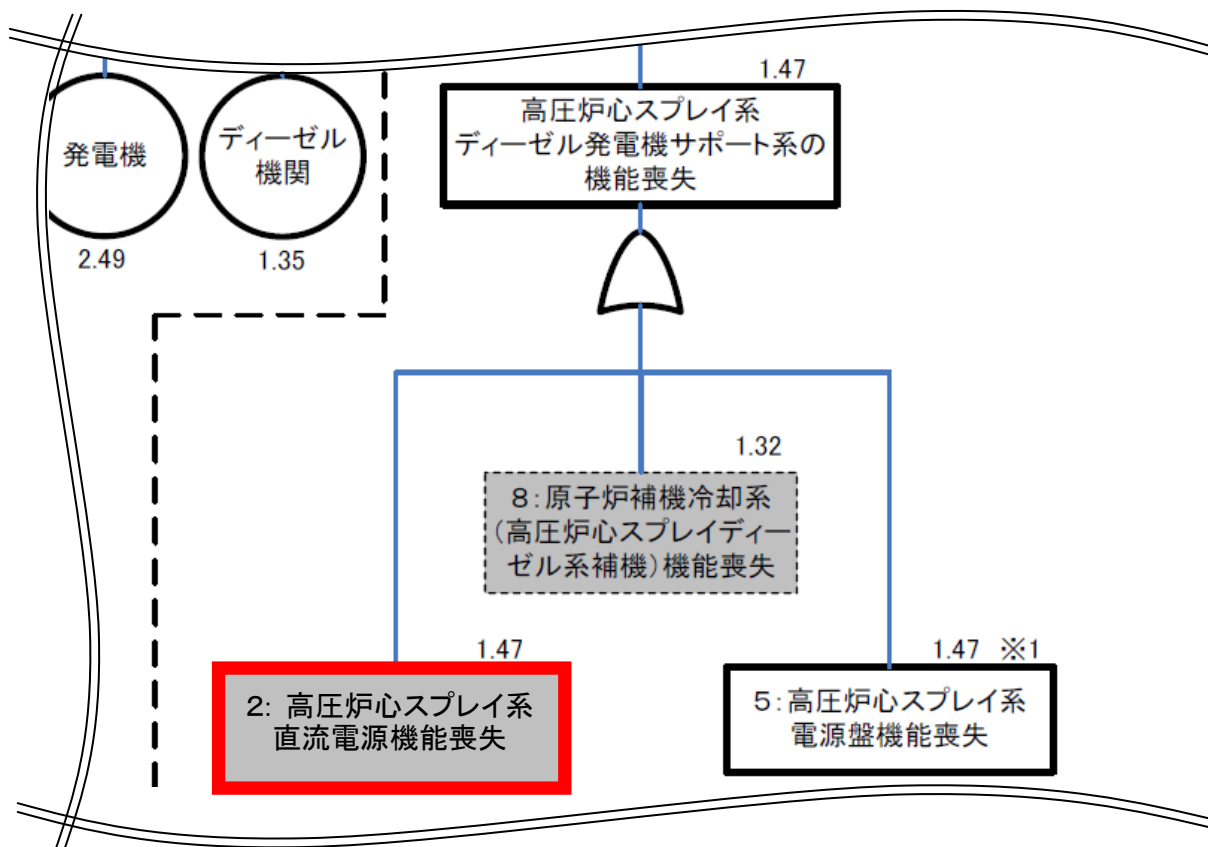 発電機
2.49
ディーゼル
機関
1.35
1.47
高圧炉心スプレイ系
ディーゼル発電機サポート系の
機能喪失
1.32
8:原子炉補機冷却系
(高圧炉心スプレイディー
ゼル系補機)機能喪失
1.47
2: 高圧炉心スプレイ系
直流電源機能喪失
1.47 ※1
5:高圧炉心スプレイ系
電源盤機能喪失